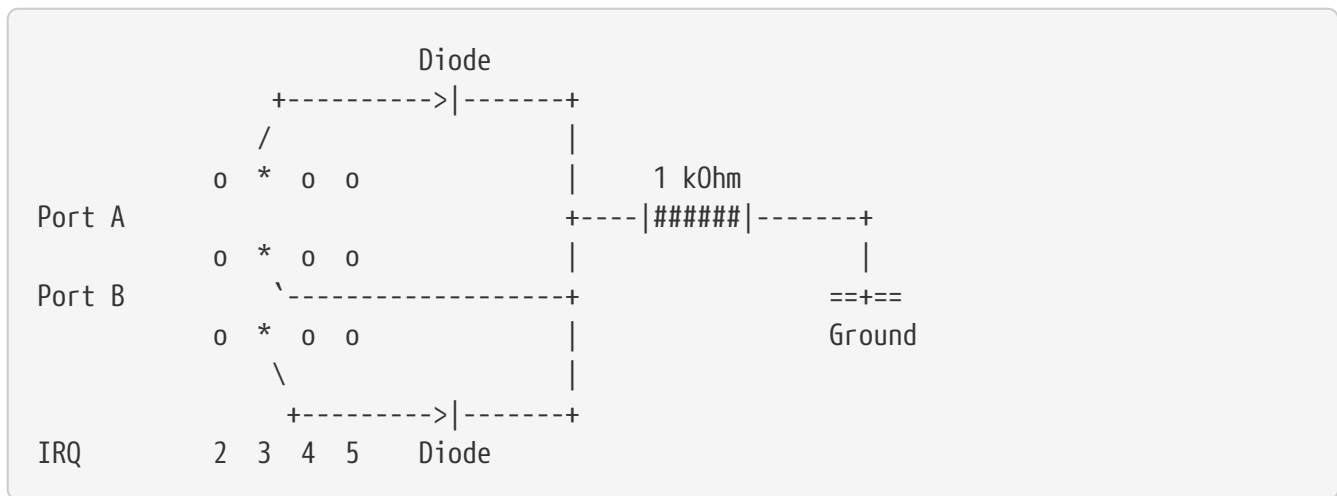 Diode
                +---------->|-------+
               /                    |
            o  *  o  o              |     1 kOhm
Port A                              +----|######|-------+
            o  *  o  o              |                   |
Port B          `-------------------+                 ==+==
            o  *  o  o              |                 Ground
                \                   |
                 +--------->|-------+
IRQ         2  3  4  5    Diode